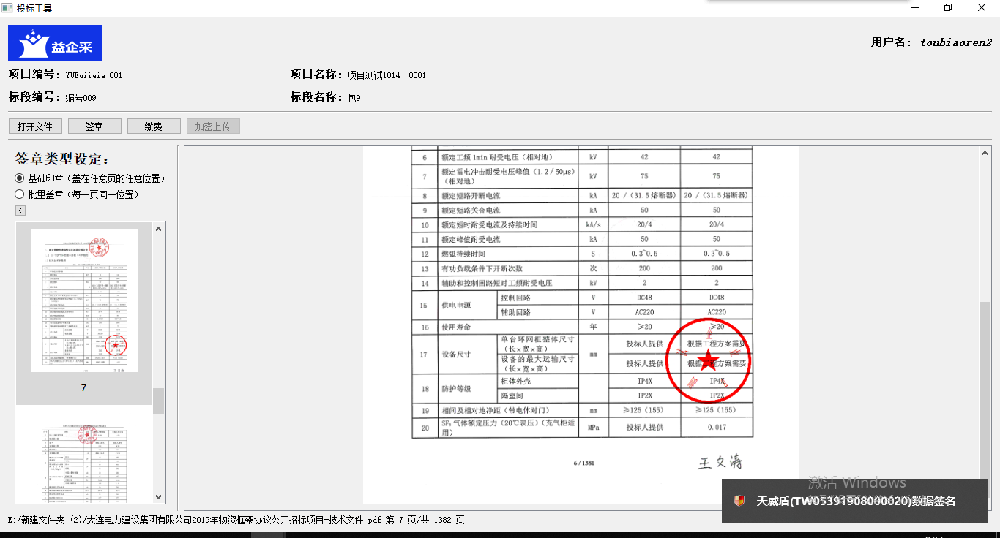 投标工具
益企采
用户名: toubiaoren2
项目编号: YUEuiieie-001
项目名称: 项目测试1014--0001
标段编号: 编号009
标段名称: 包9
打开文件 签章 缴费 加密上传
签章类型设定:
基础印章（盖在任意页的任意位置）
批量盖章（每一页同一位置）
<
7
6 额定工频 1min 耐受电压（相对地） kV 42 42
7 额定雷电冲击耐受电压峰值（1.2／50μs）（相对地） kV 75 75
8 额定短路开断电流 kA 20 /（31.5 熔断器） 20 /（31.5 熔断器）
9 额定短路关合电流 kA 50 50
10 额定短时耐受电流及持续时间 kA/s 20/4 20/4
11 额定峰值耐受电流 kA 50 50
12 燃弧持续时间 S 0.3~0.5 0.3~0.5
13 有功负载条件下开断次数 次 200 200
14 辅助和控制回路短时工频耐受电压 kV 2 2
15 供电电源 控制回路 V DC48 DC48
辅助回路 V AC220 AC220
16 使用寿命 年 ≥20 ≥20
17 设备尺寸 单台环网柜整体尺寸（长×宽×高） mm 投标人提供 根据工程方案需要
设备的最大运输尺寸（长×宽×高） 投标人提供 根据工程方案需要
18 防护等级 柜体外壳 IP4X IP4X
隔室间 IP2X IP2X
19 相间及相对地净距（带电体对门） mm ≥125（155） ≥125（155）
20 SF₆ 气体额定压力（20℃表压）（充气柜适用） MPa 投标人提供 0.017
6 / 1381
王文涛
激活 Windows
天威盾(TW05391908000020)数据签名
E:/新建文件夹 (2)/大连电力建设集团有限公司2019年物资框架协议公开招标项目-技术文件.pdf 第 7 页/共 1382 页